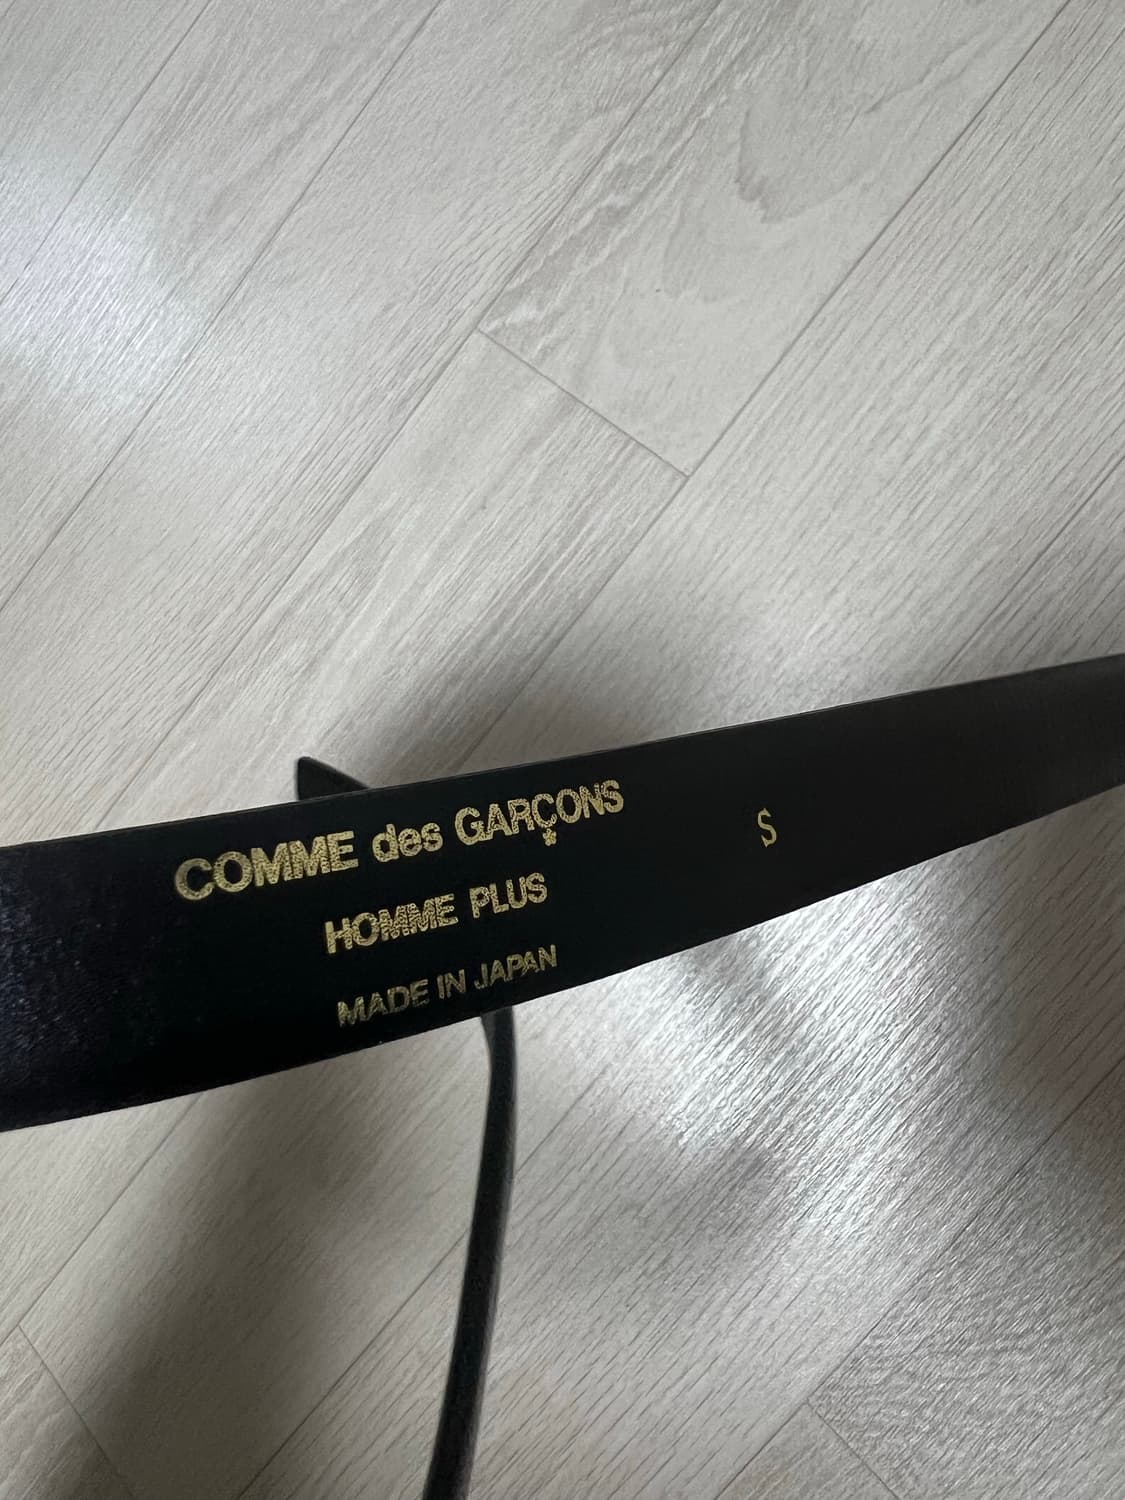 COMME des GARÇONS
HOMME PLUS
MADE IN JAPAN
S